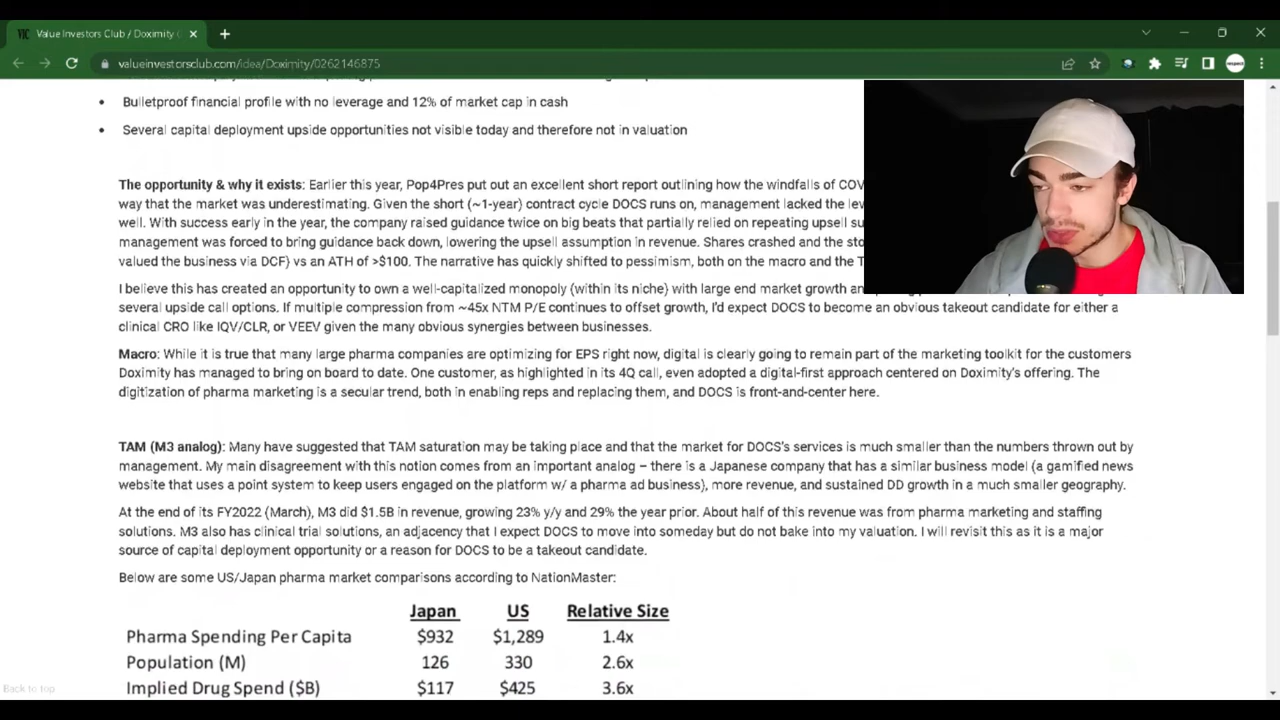 Value Investors Club / Doximity (
valueinvestorsclub.com/idea/Doximity/0262146875
• Bulletproof financial profile with no leverage and 12% of market cap in cash
• Several capital deployment upside opportunities not visible today and therefore not in valuation
The opportunity & why it exists: Earlier this year, Pop4Pres put out an excellent short report outlining how the windfalls of COV
way that the market was underestimating. Given the short (~1-year) contract cycle DOCS runs on, management lacked the lev
well. With success early in the year, the company raised guidance twice on big beats that partially relied on repeating upsell su
management was forced to bring guidance back down, lowering the upsell assumption in revenue. Shares crashed and the sto
valued the business via DCF) vs an ATH of >$100. The narrative has quickly shifted to pessimism, both on the macro and the T
I believe this has created an opportunity to own a well-capitalized monopoly (within its niche) with large end market growth an
several upside call options. If multiple compression from ~45x NTM P/E continues to offset growth, I'd expect DOCS to become an obvious takeout candidate for either a
clinical CRO like IQV/CLR, or VEEV given the many obvious synergies between businesses.
Macro: While it is true that many large pharma companies are optimizing for EPS right now, digital is clearly going to remain part of the marketing toolkit for the customers
Doximity has managed to bring on board to date. One customer, as highlighted in its 4Q call, even adopted a digital-first approach centered on Doximity's offering. The
digitization of pharma marketing is a secular trend, both in enabling reps and replacing them, and DOCS is front-and-center here.
TAM (M3 analog): Many have suggested that TAM saturation may be taking place and that the market for DOCS's services is much smaller than the numbers thrown out by
management. My main disagreement with this notion comes from an important analog – there is a Japanese company that has a similar business model (a gamified news
website that uses a point system to keep users engaged on the platform w/ a pharma ad business), more revenue, and sustained DD growth in a much smaller geography.
At the end of its FY2022 (March), M3 did $1.5B in revenue, growing 23% y/y and 29% the year prior. About half of this revenue was from pharma marketing and staffing
solutions. M3 also has clinical trial solutions, an adjacency that I expect DOCS to move into someday but do not bake into my valuation. I will revisit this as it is a major
source of capital deployment opportunity or a reason for DOCS to be a takeout candidate.
Below are some US/Japan pharma market comparisons according to NationMaster:
Japan US Relative Size
Pharma Spending Per Capita $932 $1,289 1.4x
Population (M) 126 330 2.6x
Implied Drug Spend ($B) $117 $425 3.6x
Back to top